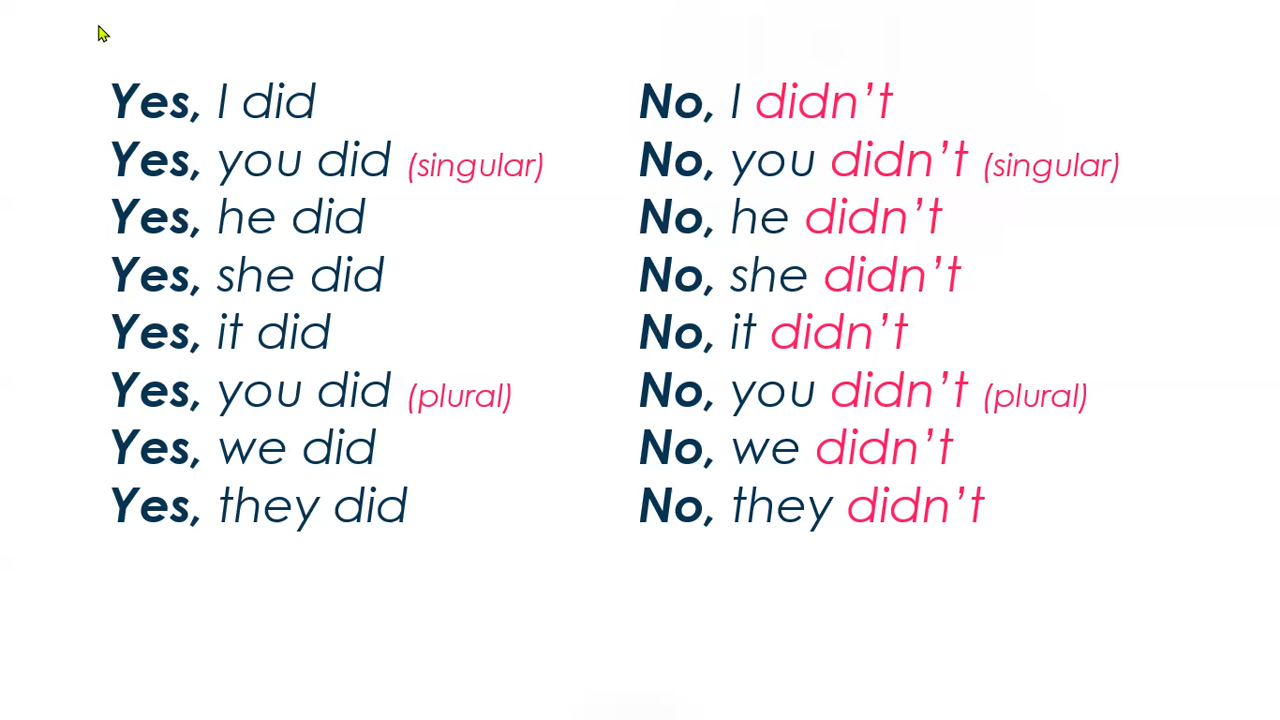 Yes, I did
Yes, you did (singular)
Yes, he did
Yes, she did
Yes, it did
Yes, you did (plural)
Yes, we did
Yes, they did
No, I didn’t
No, you didn’t (singular)
No, he didn’t
No, she didn’t
No, it didn’t
No, you didn’t (plural)
No, we didn’t
No, they didn’t